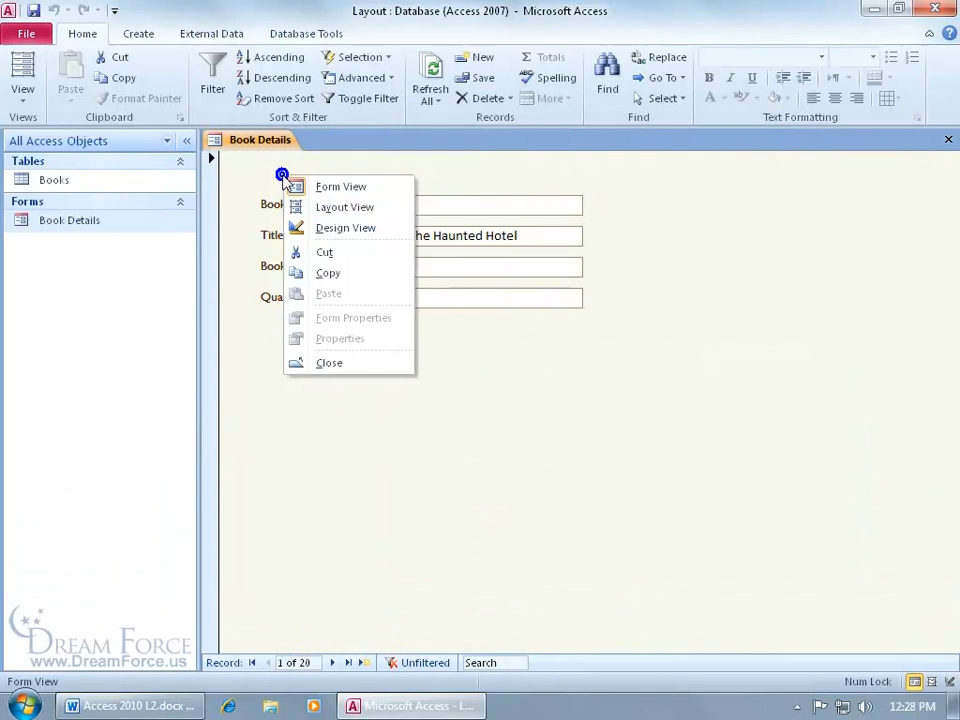 Layout : Database (Access 2007) - Microsoft Access
File Home Create External Data Database Tools
View
Views
Paste
Cut
Copy
Format Painter
Clipboard
Filter
Ascending
Descending
Remove Sort
Selection
Advanced
Toggle Filter
Sort & Filter
Refresh All
New
Save
Delete
Totals
Spelling
More
Records
Find
Replace
Go To
Select
Find
B I U
A ab
Text Formatting
All Access Objects
Tables
Books
Forms
Book Details
Book Details
Book
Title he Haunted Hotel
Book
Qua
Form View
Layout View
Design View
Cut
Copy
Paste
Form Properties
Properties
Close
DREAM FORCE
www.DreamForce.us
Record: 1 of 20 Unfiltered Search
Form View Num Lock
Access 2010 L2.docx ...
Microsoft Access - L...
12:28 PM